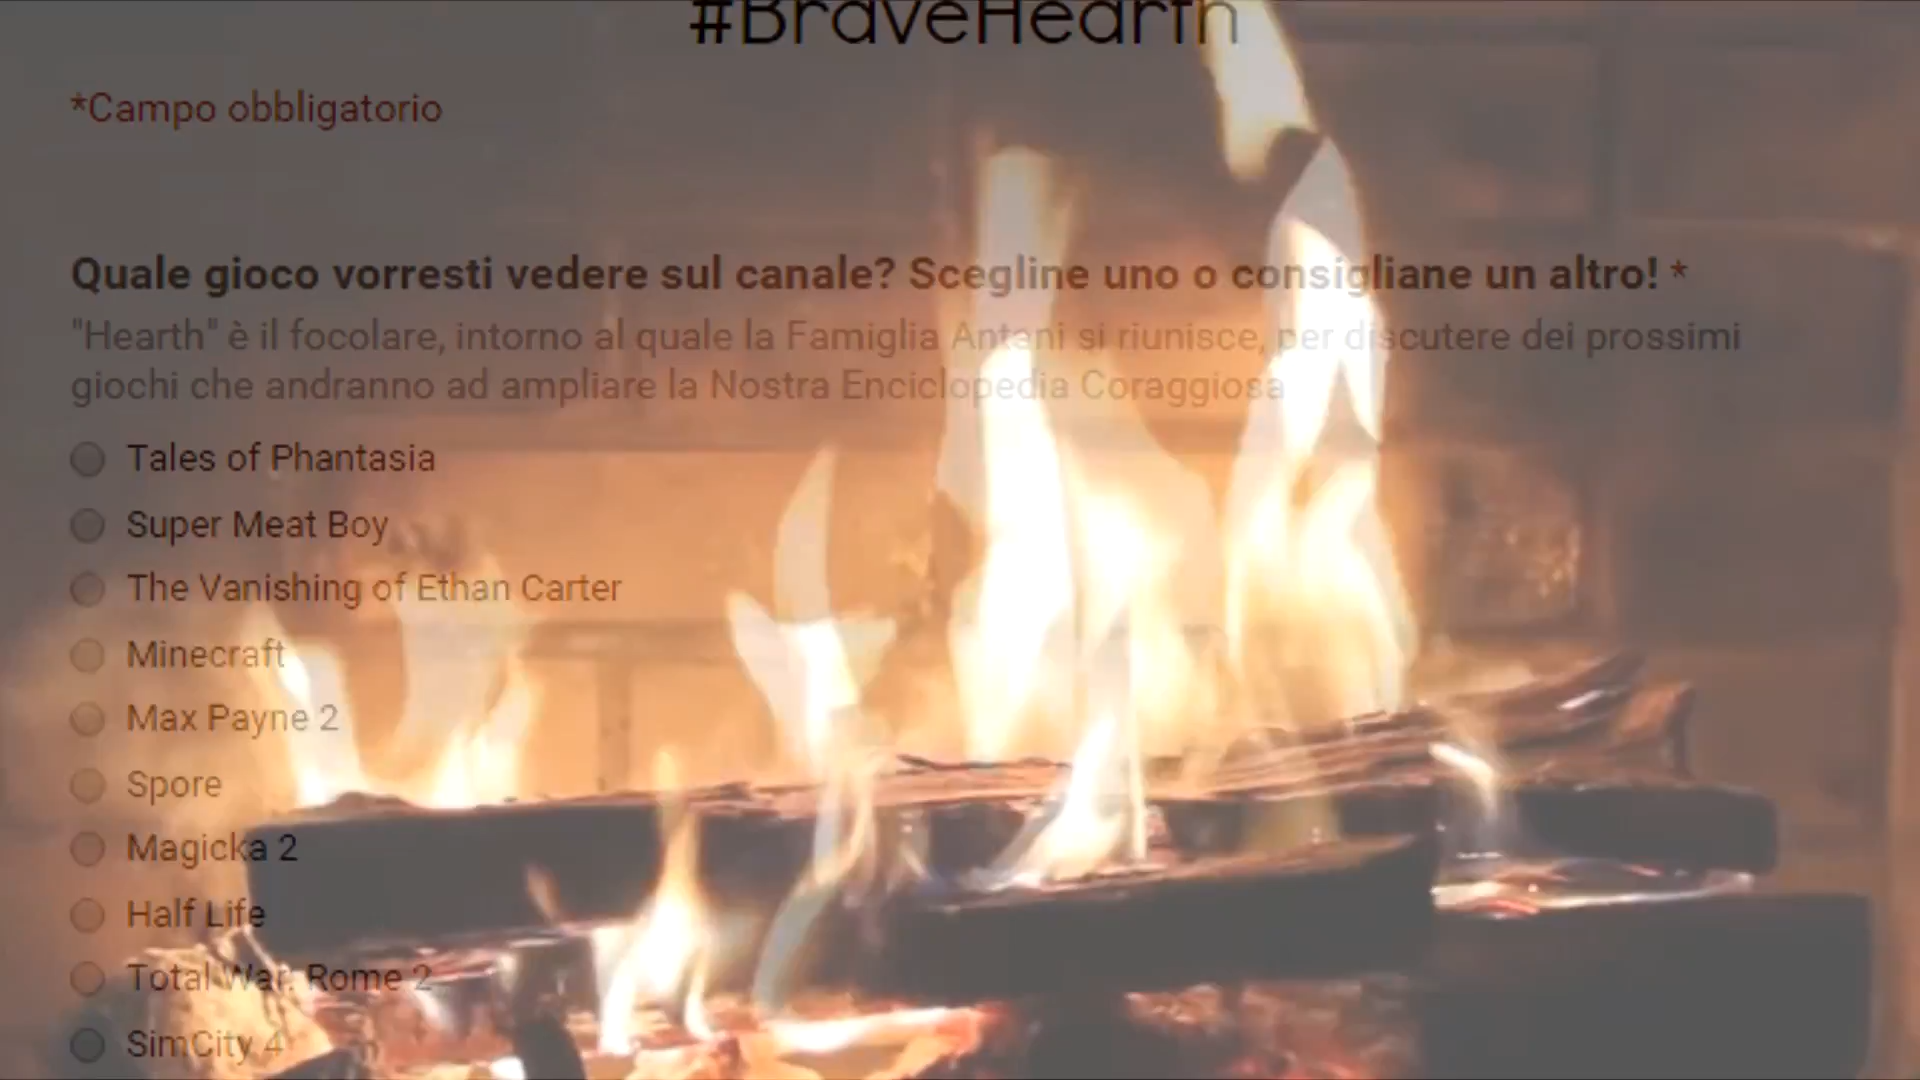 #BraveHearth
*Campo obbligatorio
Quale gioco vorresti vedere sul canale? Scegline uno o consigliane un altro! *
"Hearth" è il focolare, intorno al quale la Famiglia Antani si riunisce, per discutere dei prossimi
giochi che andranno ad ampliare la Nostra Enciclopedia Coraggiosa
Tales of Phantasia
Super Meat Boy
The Vanishing of Ethan Carter
Minecraft
Max Payne 2
Spore
Magicka 2
Half Life
Total War: Rome 2
SimCity 4